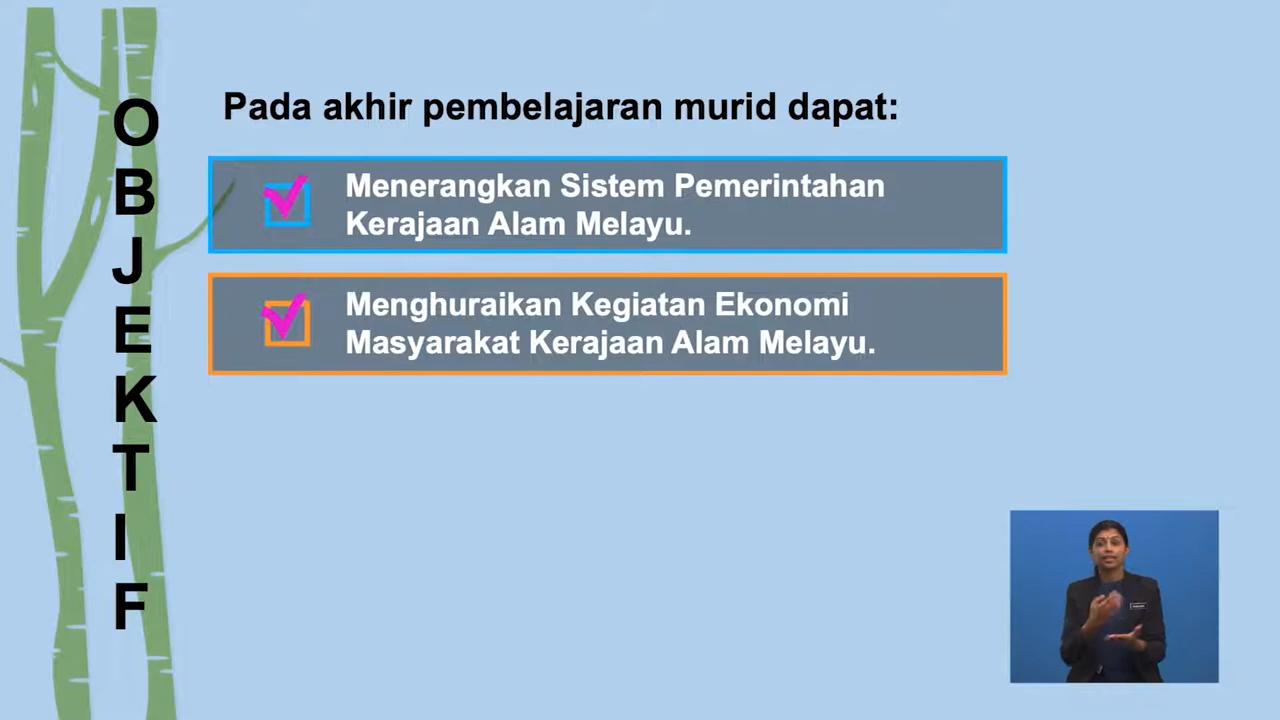 OBJEKTIF
Pada akhir pembelajaran murid dapat:
Menerangkan Sistem Pemerintahan
Kerajaan Alam Melayu.
Menghuraikan Kegiatan Ekonomi
Masyarakat Kerajaan Alam Melayu.